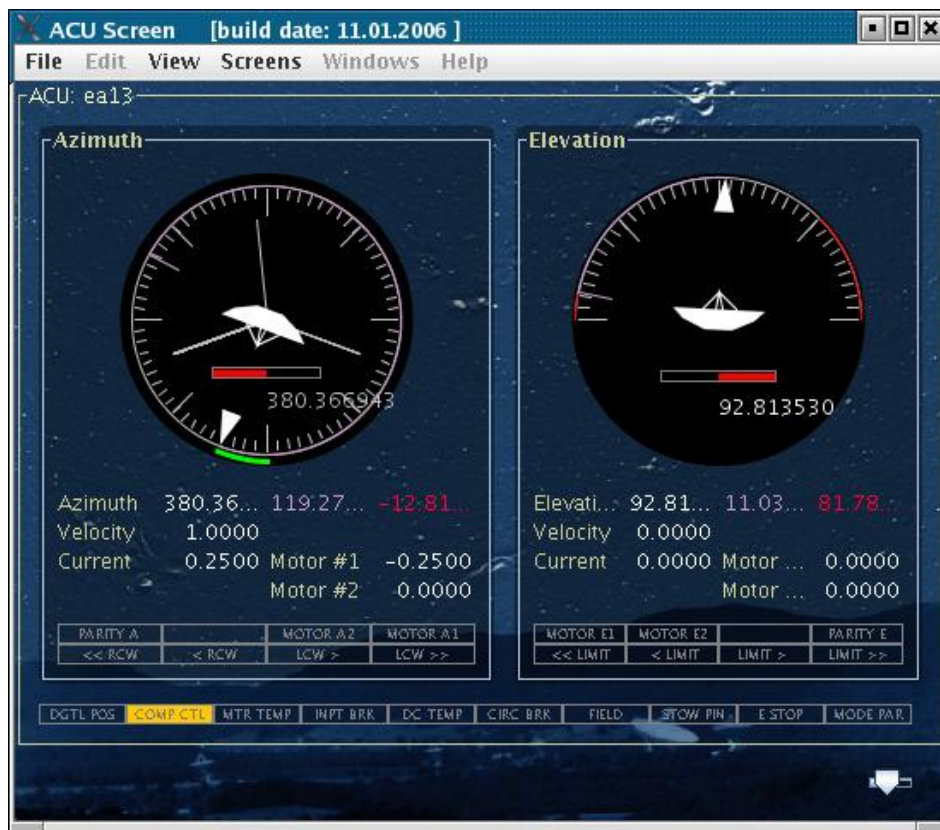 ACU Screen [build date: 11.01.2006 ]
File Edit View Screens Windows Help
ACU: ea13
Azimuth
380.366943
Azimuth 380.36... 119.27... -12.81...
Velocity 1.0000
Current 0.2500 Motor #1 -0.2500
Motor #2 -0.0000
PARITY A MOTOR A2 MOTOR A1
<< RCW < RCW LCW > LCW >>
Elevation
92.813530
Elevati... 92.81... 11.03... 81.78...
Velocity 0.0000
Current 0.0000 Motor ... 0.0000
Motor ... 0.0000
MOTOR E1 MOTOR E2 PARITY E
<< LIMIT < LIMIT LIMIT > LIMIT >>
DGTL POS COMP CTL MTR TEMP INPT BRK DC TEMP CIRC BRK FIELD STOW PIN E STOP MODE PAR